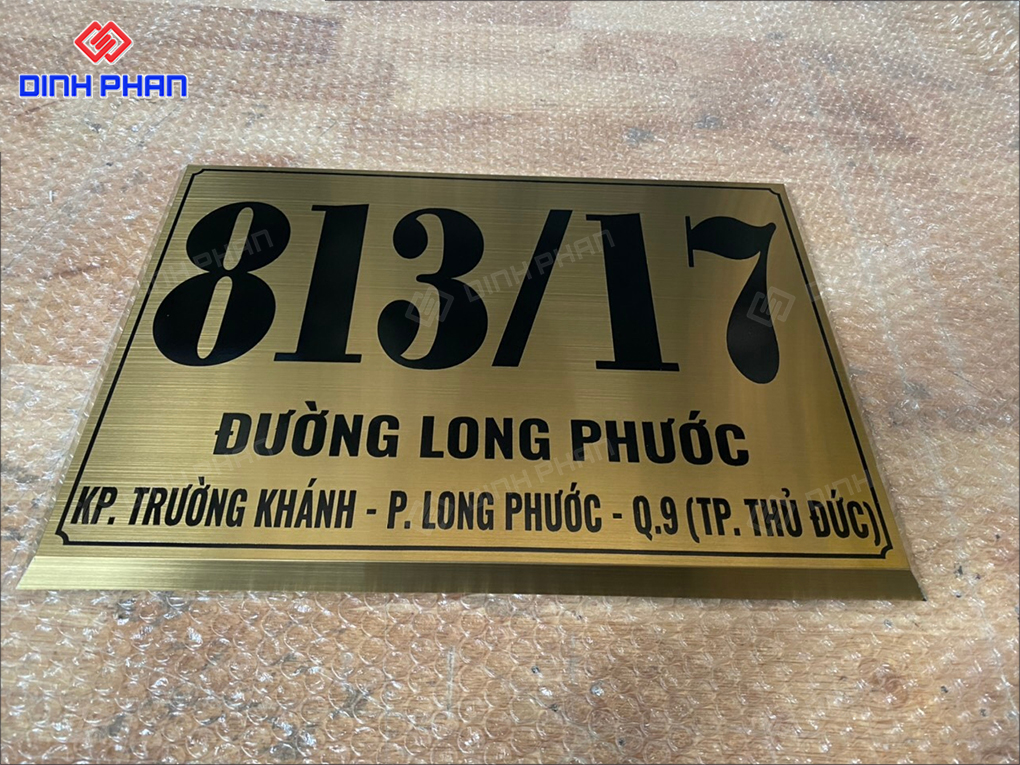 DINH PHAN
813/17
ĐƯỜNG LONG PHƯỚC
KP. TRƯỜNG KHÁNH - P. LONG PHƯỚC - Q.9 (TP. THỦ ĐỨC)